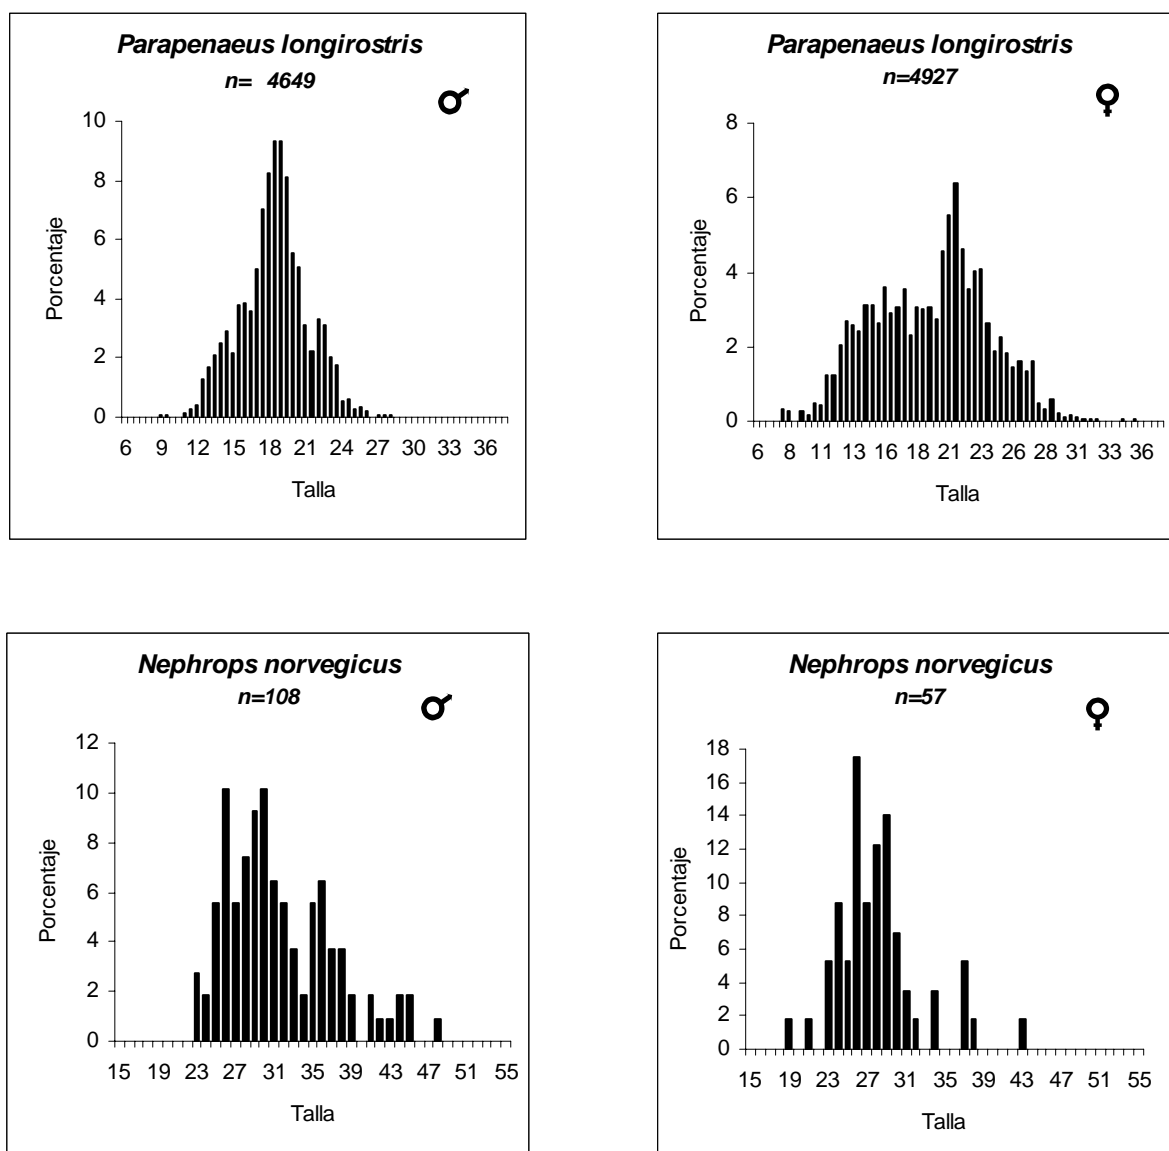 Parapenaeus longirostris
n= 4649
♂
10
8
6
4
2
0
Porcentaje
6 9 12 15 18 21 24 27 30 33 36
Talla
Parapenaeus longirostris
n=4927
♀
8
6
4
2
0
Porcentaje
6 8 11 13 16 18 21 23 26 28 31 33 36
Talla
Nephrops norvegicus
n=108
♂
12
10
8
6
4
2
0
Porcentaje
15 19 23 27 31 35 39 43 47 51 55
Talla
Nephrops norvegicus
n=57
♀
18
16
14
12
10
8
6
4
2
0
Porcentaje
15 19 23 27 31 35 39 43 47 51 55
Talla